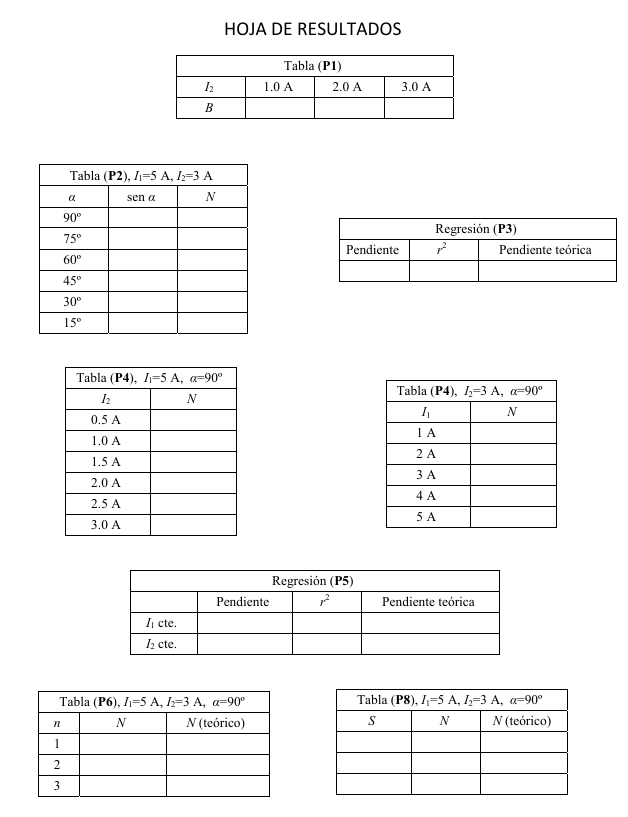 HOJA DE RESULTADOS
Tabla (P1)
I2 1.0 A 2.0 A 3.0 A
B
Tabla (P2), I1=5 A, I2=3 A
α sen α N
90º
75º
60º
45º
30º
15º
Regresión (P3)
Pendiente r2 Pendiente teórica
Tabla (P4), I1=5 A, α=90º
I2 N
0.5 A
1.0 A
1.5 A
2.0 A
2.5 A
3.0 A
Tabla (P4), I2=3 A, α=90º
I1 N
1 A
2 A
3 A
4 A
5 A
Regresión (P5)
Pendiente r2 Pendiente teórica
I1 cte.
I2 cte.
Tabla (P6), I1=5 A, I2=3 A, α=90º
n N N (teórico)
1
2
3
Tabla (P8), I1=5 A, I2=3 A, α=90º
S N N (teórico)